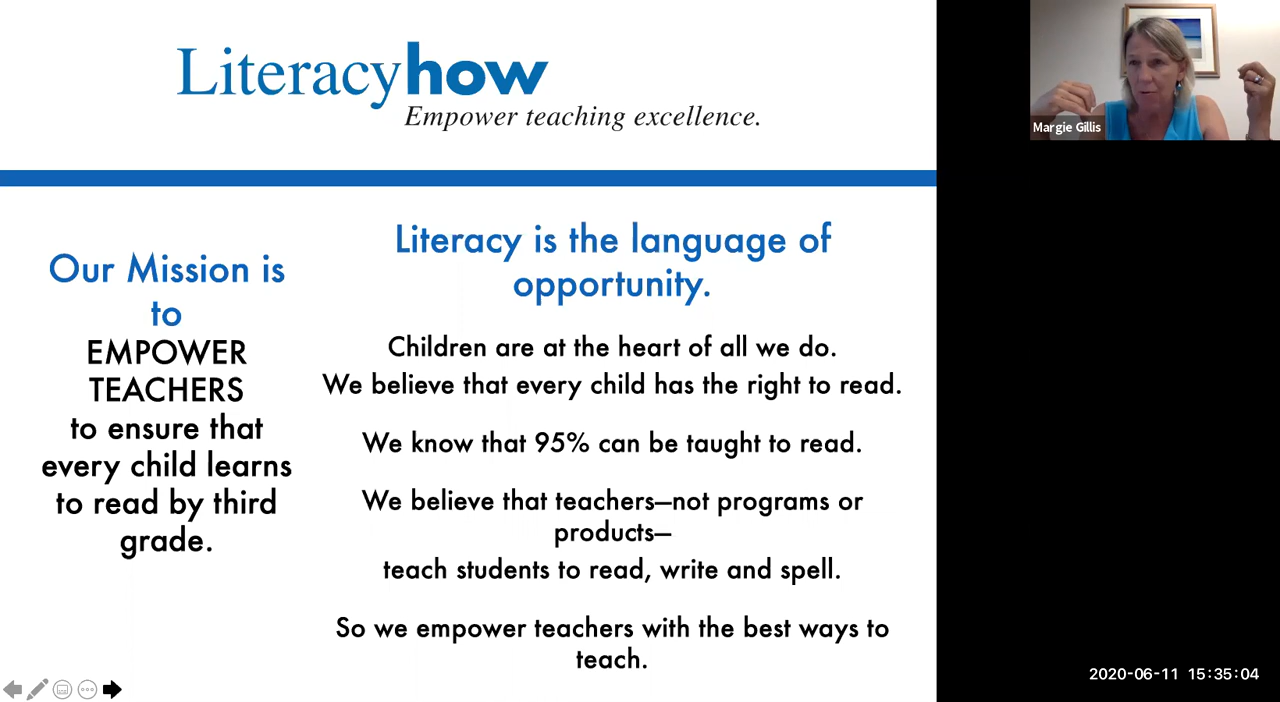 Literacyhow
Empower teaching excellence.
Margie Gillis
Our Mission is
to
EMPOWER
TEACHERS
to ensure that
every child learns
to read by third
grade.
Literacy is the language of
opportunity.
Children are at the heart of all we do.
We believe that every child has the right to read.
We know that 95% can be taught to read.
We believe that teachers—not programs or
products—
teach students to read, write and spell.
So we empower teachers with the best ways to
teach.
2020-06-11 15:35:04